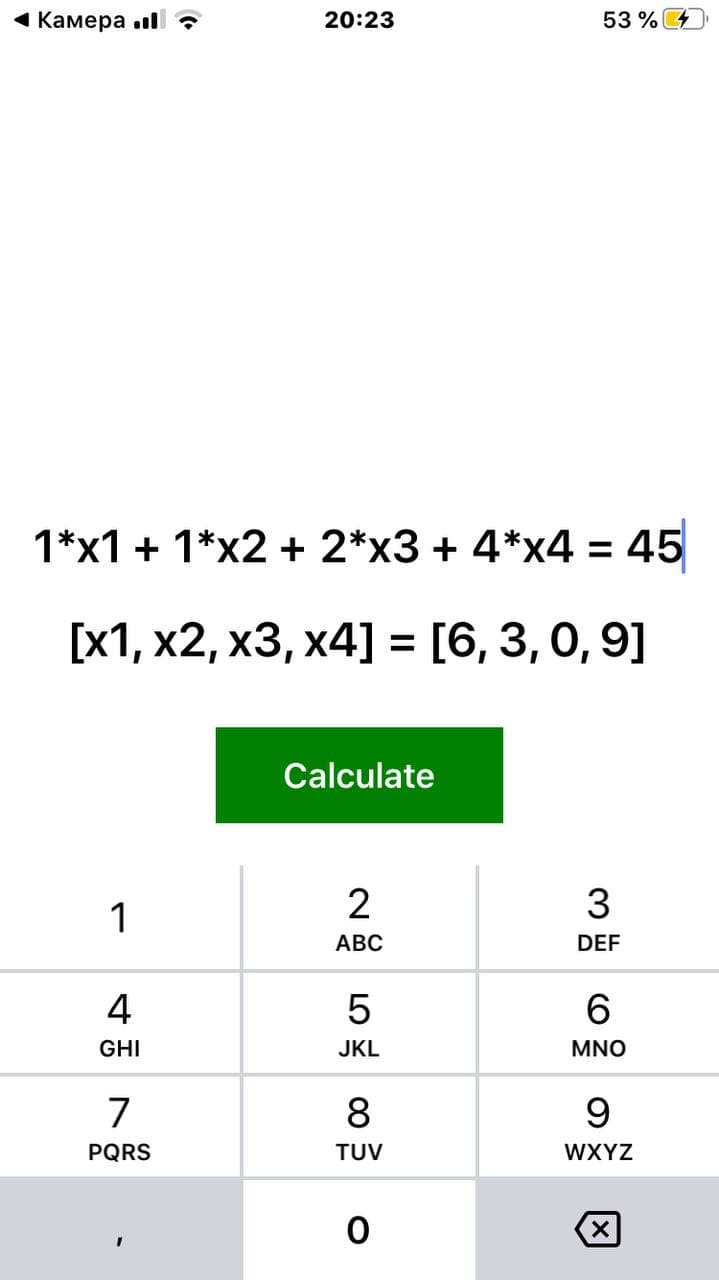 Камера
20:23
53 %
1*x1 + 1*x2 + 2*x3 + 4*x4 = 45
[x1, x2, x3, x4] = [6, 3, 0, 9]
Calculate
1 2 3
ABC DEF
4 5 6
GHI JKL MNO
7 8 9
PQRS TUV WXYZ
, 0